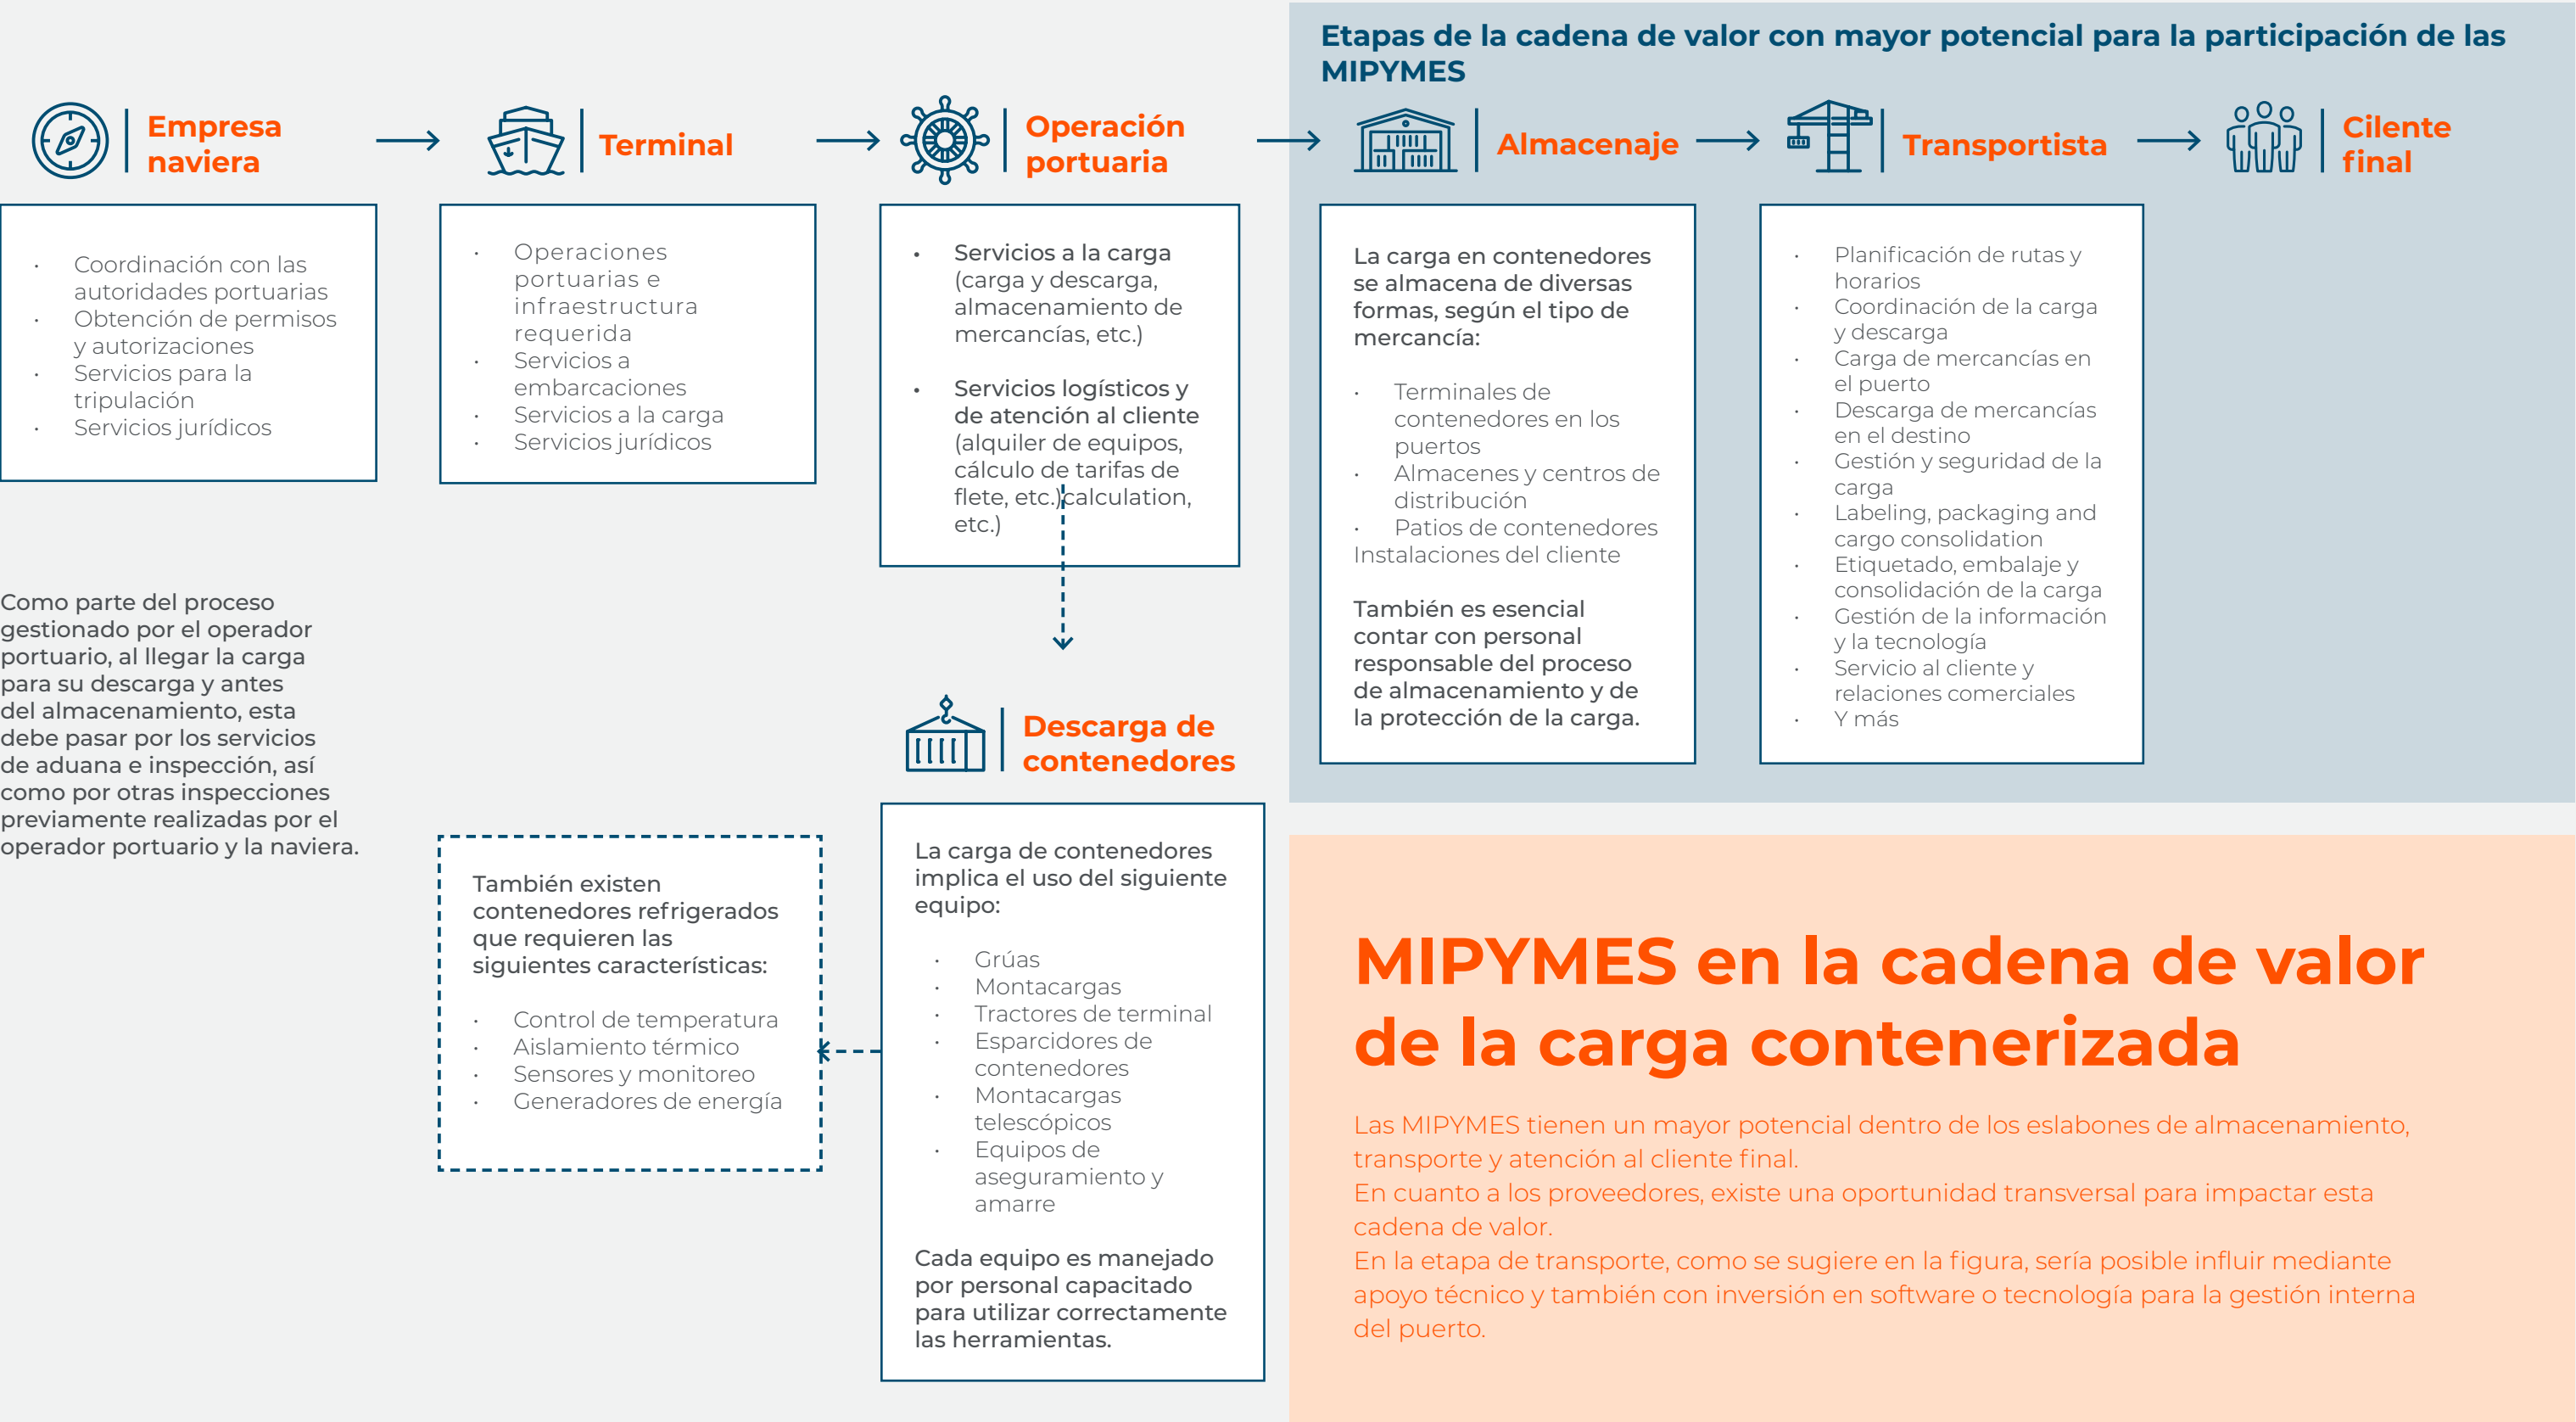 Etapas de la cadena de valor con mayor potencial para la participación de las
MIPYMES
Empresa
naviera
Terminal
Operación
portuaria
Almacenaje
Transportista
Cilente
final
· Coordinación con las
autoridades portuarias
· Obtención de permisos
y autorizaciones
· Servicios para la
tripulación
· Servicios jurídicos
· Operaciones
portuarias e
infraestructura
requerida
· Servicios a
embarcaciones
· Servicios a la carga
· Servicios jurídicos
• Servicios a la carga
(carga y descarga,
almacenamiento de
mercancías, etc.)
• Servicios logísticos y
de atención al cliente
(alquiler de equipos,
cálculo de tarifas de
flete, etc.)calculation,
etc.)
La carga en contenedores
se almacena de diversas
formas, según el tipo de
mercancía:
· Terminales de
contenedores en los
puertos
· Almacenes y centros de
distribución
· Patios de contenedores
Instalaciones del cliente
También es esencial
contar con personal
responsable del proceso
de almacenamiento y de
la protección de la carga.
· Planificación de rutas y
horarios
· Coordinación de la carga
y descarga
· Carga de mercancías en
el puerto
· Descarga de mercancías
en el destino
· Gestión y seguridad de la
carga
· Labeling, packaging and
cargo consolidation
· Etiquetado, embalaje y
consolidación de la carga
· Gestión de la información
y la tecnología
· Servicio al cliente y
relaciones comerciales
· Y más
Como parte del proceso
gestionado por el operador
portuario, al llegar la carga
para su descarga y antes
del almacenamiento, esta
debe pasar por los servicios
de aduana e inspección, así
como por otras inspecciones
previamente realizadas por el
operador portuario y la naviera.
Descarga de
contenedores
La carga de contenedores
implica el uso del siguiente
equipo:
· Grúas
· Montacargas
· Tractores de terminal
· Esparcidores de
contenedores
· Montacargas
telescópicos
· Equipos de
aseguramiento y
amarre
Cada equipo es manejado
por personal capacitado
para utilizar correctamente
las herramientas.
También existen
contenedores refrigerados
que requieren las
siguientes características:
· Control de temperatura
· Aislamiento térmico
· Sensores y monitoreo
· Generadores de energía
MIPYMES en la cadena de valor
de la carga contenerizada
Las MIPYMES tienen un mayor potencial dentro de los eslabones de almacenamiento,
transporte y atención al cliente final.
En cuanto a los proveedores, existe una oportunidad transversal para impactar esta
cadena de valor.
En la etapa de transporte, como se sugiere en la figura, sería posible influir mediante
apoyo técnico y también con inversión en software o tecnología para la gestión interna
del puerto.